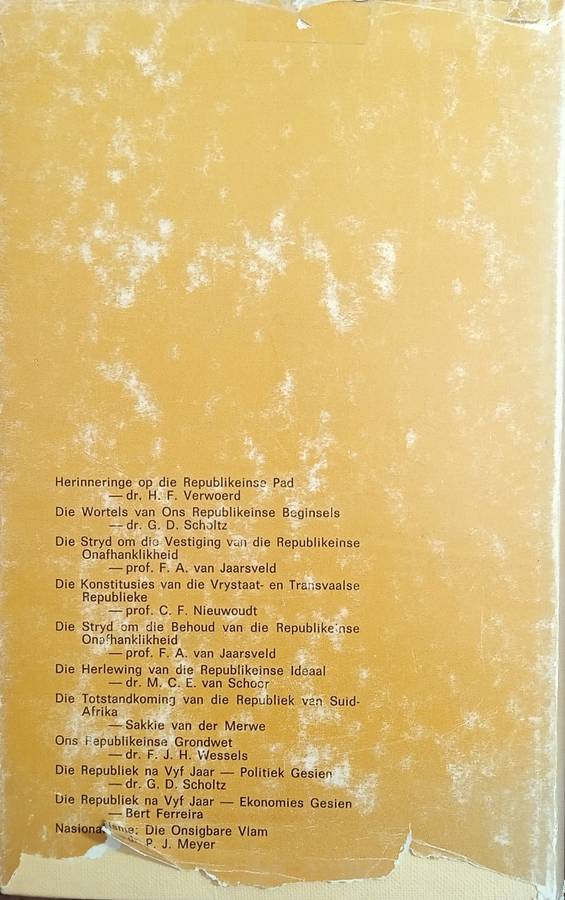 Herinneringe op die Republikeinse Pad
— dr. H. F. Verwoerd
Die Wortels van Ons Republikeinse Beginsels
— dr. G. D. Scholtz
Die Stryd om die Vestiging van die Republikeinse
Onafhanklikheid
— prof. F. A. van Jaarsveld
Die Konstitusies van die Vrystaat- en Transvaalse
Republieke
— prof. C. F. Nieuwoudt
Die Stryd om die Behoud van die Republikeinse
Onafhanklikheid
— prof. F. A. van Jaarsveld
Die Herlewing van die Republikeinse Ideaal
— dr. M. C. E. van Schoor
Die Totstandkoming van die Republiek van Suid-
Afrika
— Sakkie van der Merwe
Ons Republikeinse Grondwet
— dr. F. J. H. Wessels
Die Republiek na Vyf Jaar — Politiek Gesien
— dr. G. D. Scholtz
Die Republiek na Vyf Jaar — Ekonomies Gesien
— Bert Ferreira
Nasionalisme: Die Onsigbare Vlam
dr. P. J. Meyer